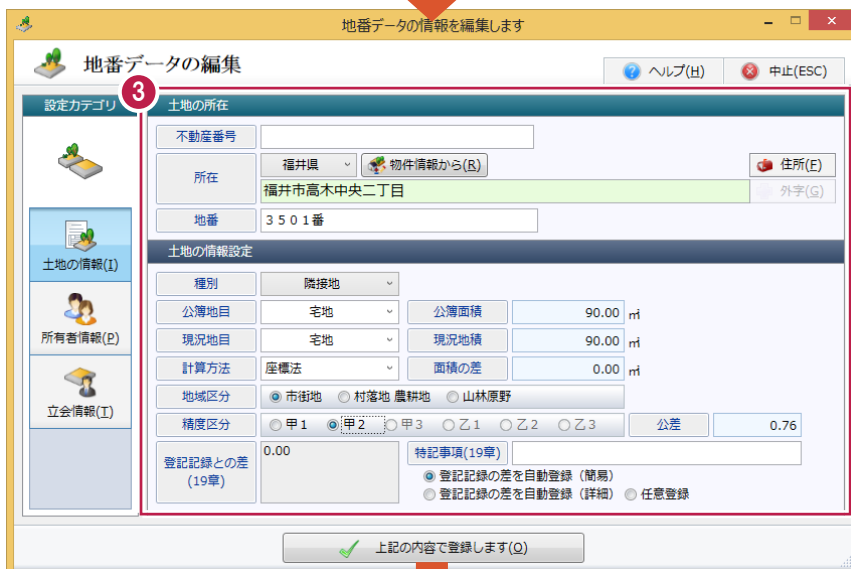 地番データの情報を編集します
地番データの編集
ヘルプ(H)
中止(ESC)
設定カテゴリ
3
土地の所在
不動産番号
所在
福井県
物件情報から(R)
住所(F)
福井市高木中央二丁目
外字(G)
地番
3501番
土地の情報(I)
所有者情報(P)
立会情報(T)
土地の情報設定
種別
隣接地
公簿地目
宅地
公簿面積
90.00 ㎡
現況地目
宅地
現況地積
90.00 ㎡
計算方法
座標法
面積の差
0.00 ㎡
地域区分
市街地 村落地 農耕地 山林原野
精度区分
甲1 甲2 甲3 乙1 乙2 乙3
公差
0.76
登記記録との差
(19章)
0.00
特記事項(19章)
登記記録の差を自動登録（簡易）
登記記録の差を自動登録（詳細） 任意登録
上記の内容で登録します(O)